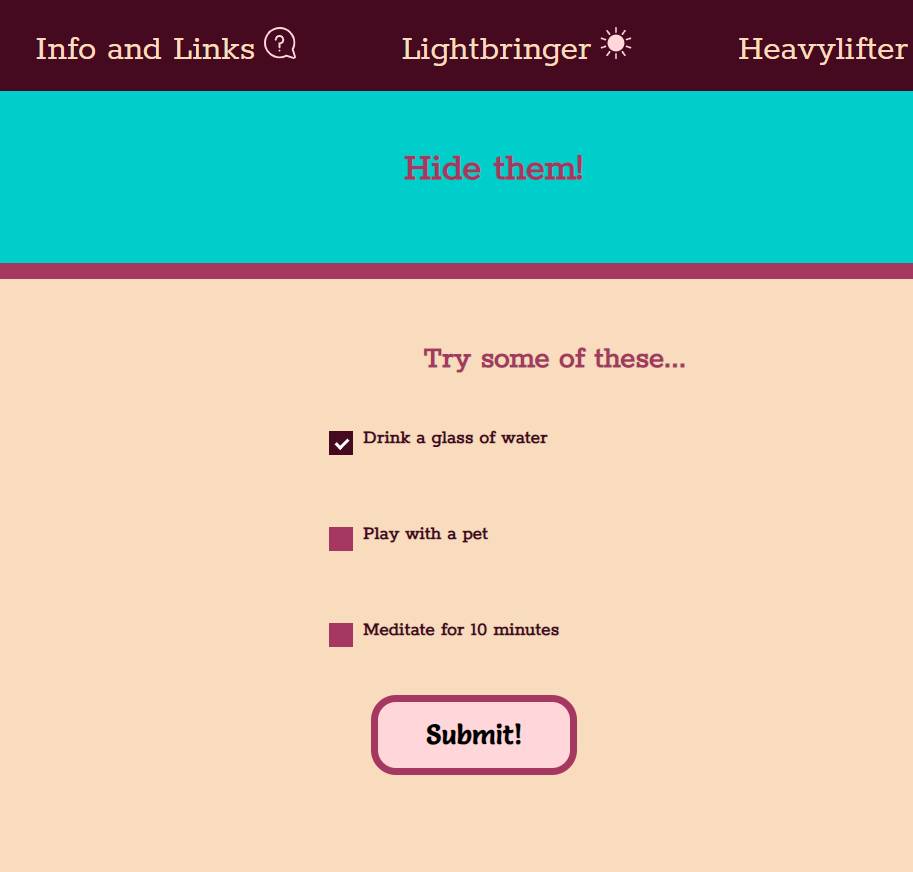 Info and Links
Lightbringer
Heavylifter
Hide them!
Try some of these...
Drink a glass of water
Play with a pet
Meditate for 10 minutes
Submit!